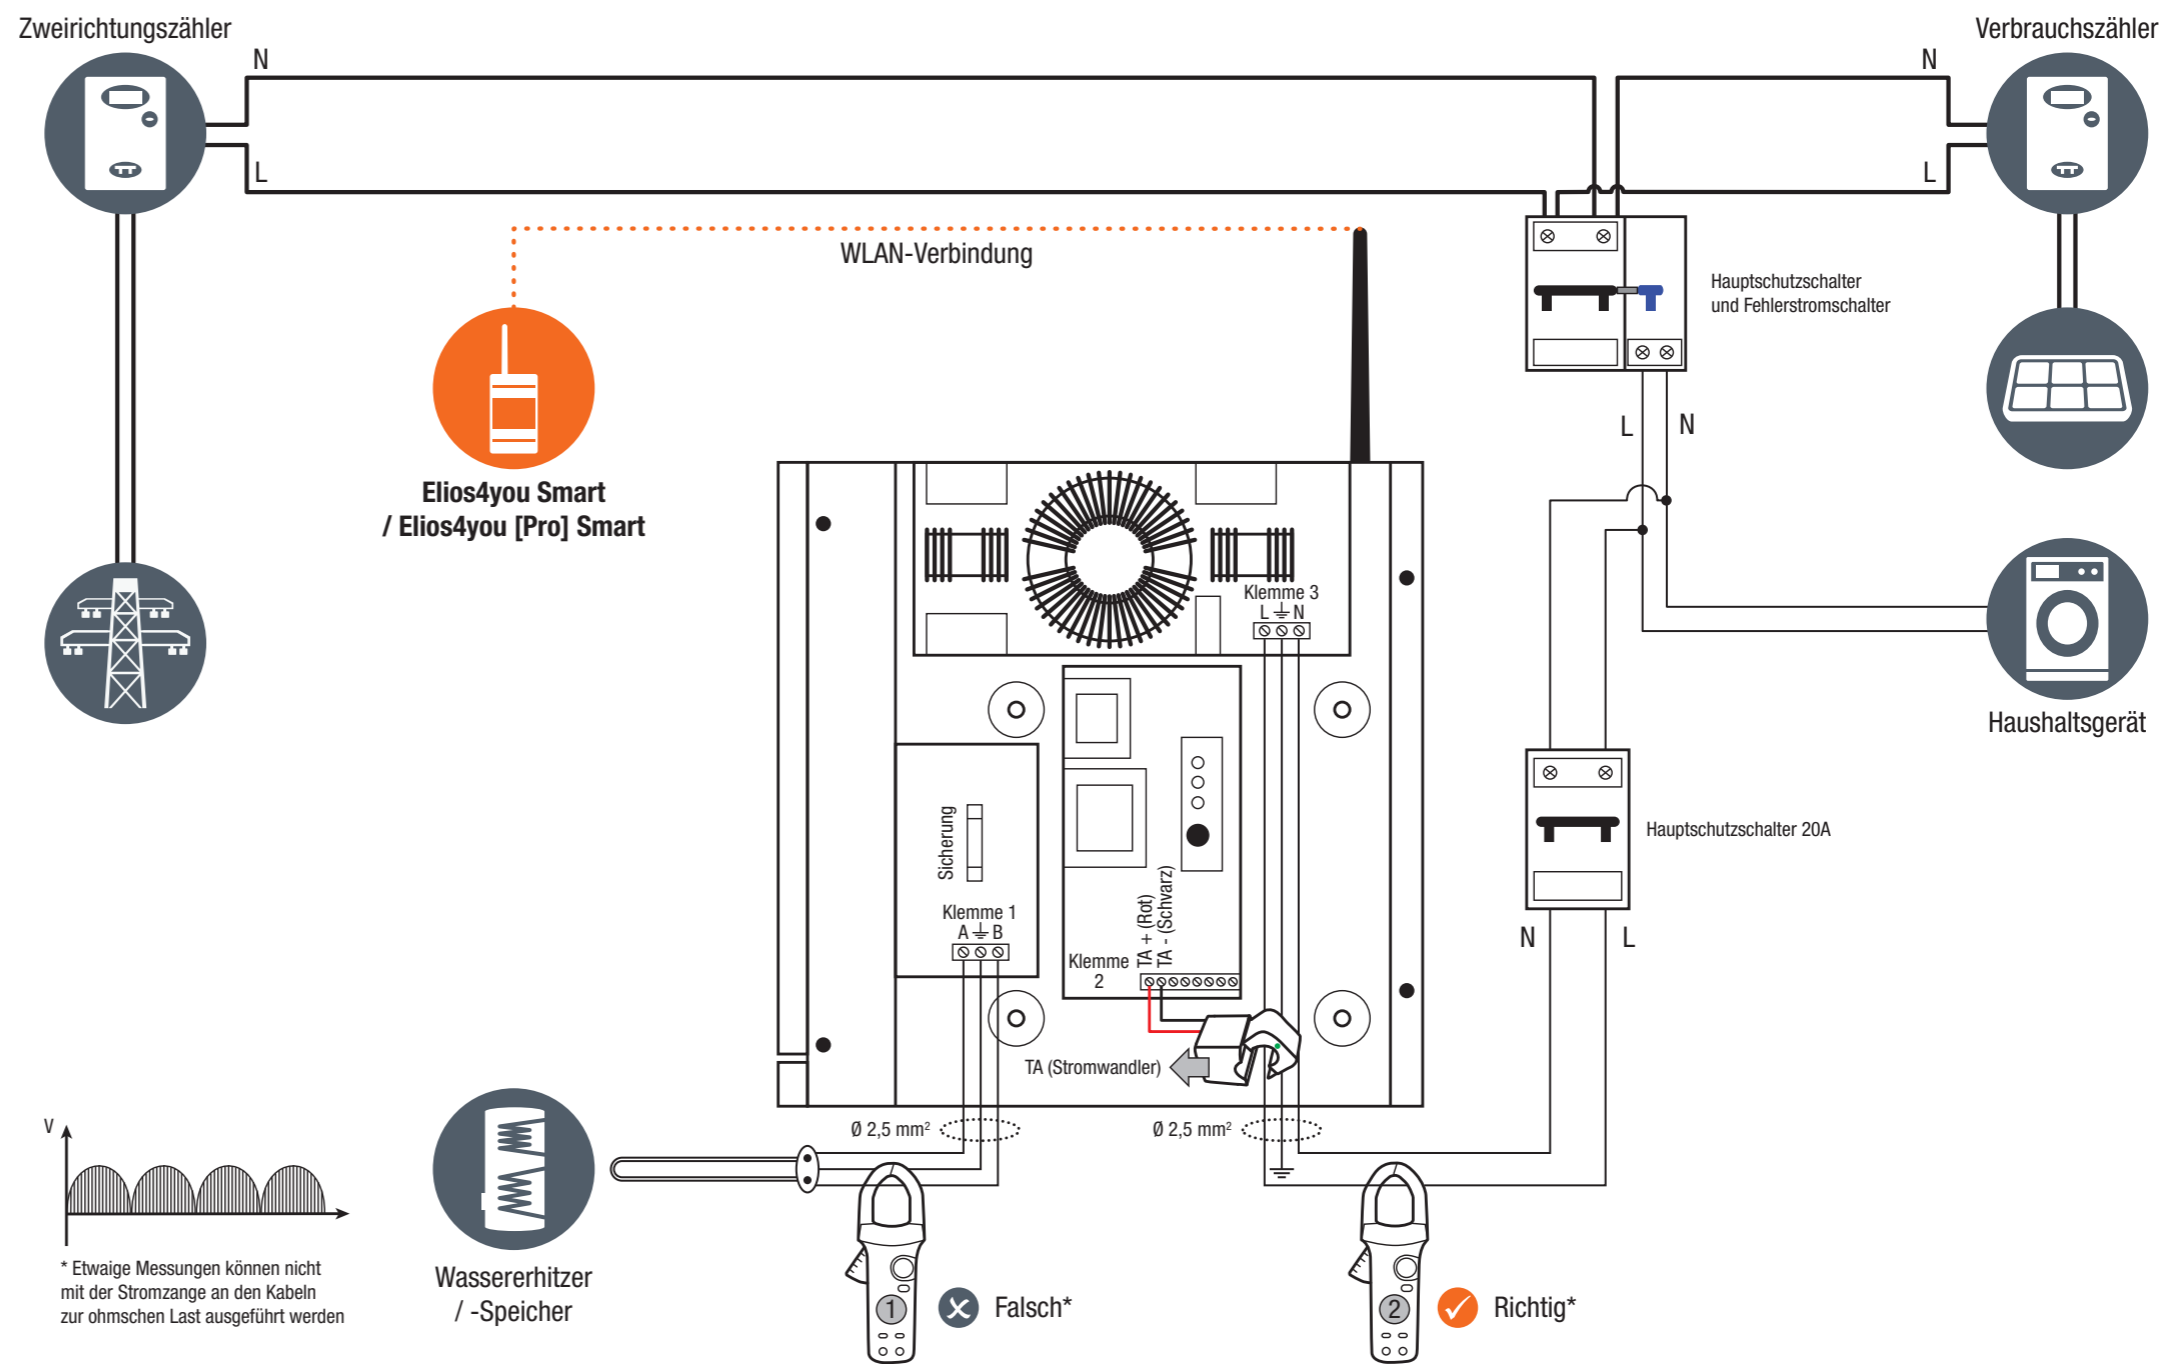 Zweirichtungszähler
Verbrauchszähler
N
N
L
L
WLAN-Verbindung
Hauptschutzschalter
und Fehlerstromschalter
L
N
Elios4you Smart
/ Elios4you [Pro] Smart
Klemme 3
L N
Haushaltsgerät
Sicherung
Hauptschutzschalter 20A
TA + (Rot)
TA - (Schvarz)
Klemme 1
A B
N
L
Klemme
2
TA (Stromwandler)
Ø 2,5 mm²
Ø 2,5 mm²
V
* Etwaige Messungen können nicht
mit der Stromzange an den Kabeln
zur ohmschen Last ausgeführt werden
Wassererhitzer
/ -Speicher
1
Falsch*
2
Richtig*